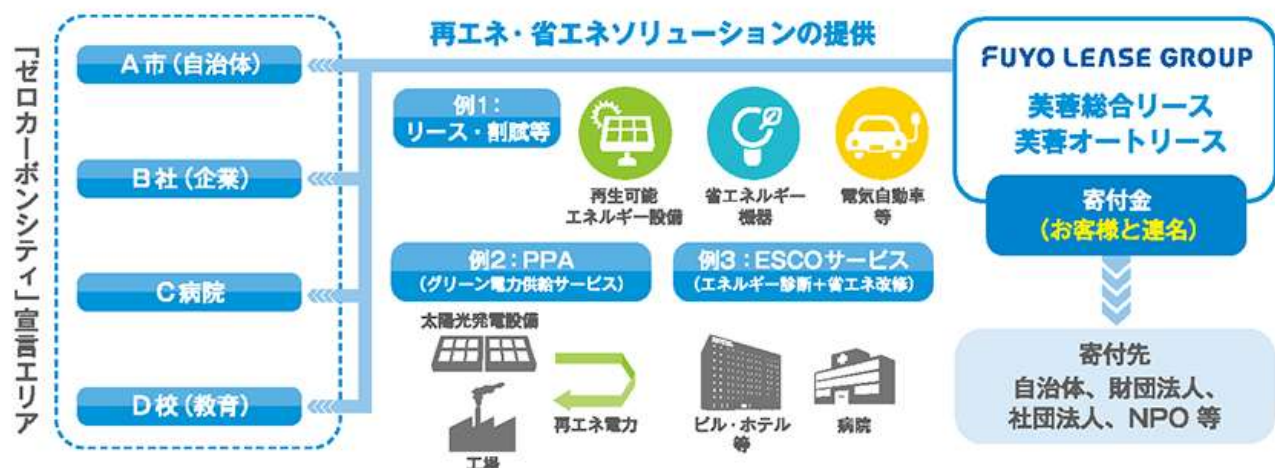 「ゼロカーボンシティ」宣言エリア
A市(自治体)
B社(企業)
C病院
D校(教育)
再エネ・省エネソリューションの提供
例1:
リース・割賦等
再生可能
エネルギー設備
省エネルギー
機器
電気自動車
等
例2:PPA
(グリーン電力供給サービス)
太陽光発電設備
工場
再エネ電力
例3:ESCOサービス
(エネルギー診断+省エネ改修)
ビル・ホテル
等
病院
FUYO LEASE GROUP
芙蓉総合リース
芙蓉オートリース
寄付金
(お客様と連名)
寄付先
自治体、財団法人、
社団法人、NPO 等